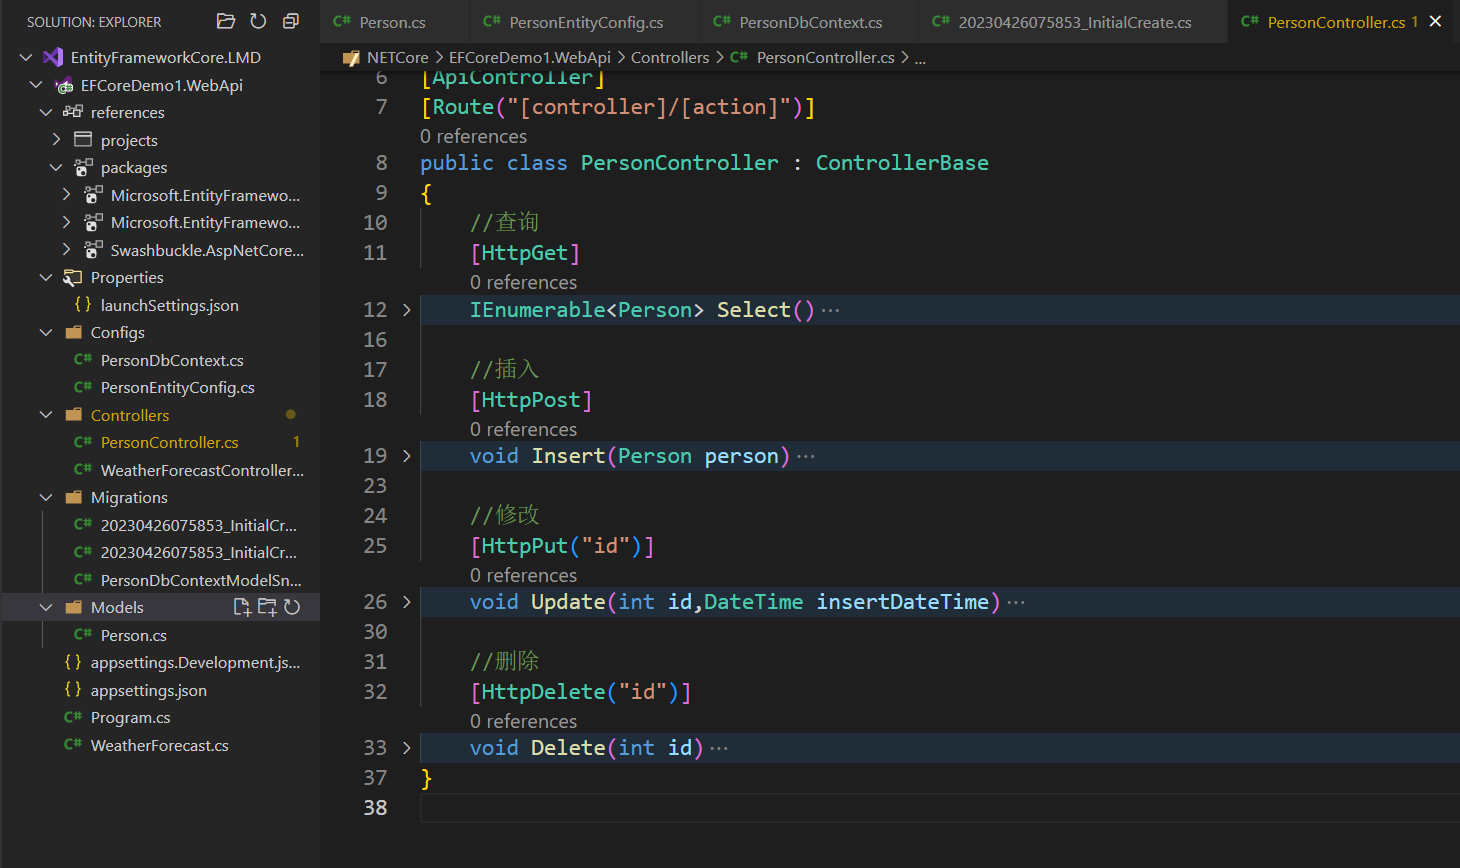 SOLUTION: EXPLORER
EntityFrameworkCore.LMD
EFCoreDemo1.WebApi
references
projects
packages
Microsoft.EntityFramewo...
Microsoft.EntityFramewo...
Swashbuckle.AspNetCore...
Properties
{} launchSettings.json
Configs
C# PersonDbContext.cs
C# PersonEntityConfig.cs
Controllers
C# PersonController.cs 1
C# WeatherForecastController...
Migrations
C# 20230426075853_InitialCr...
C# 20230426075853_InitialCr...
C# PersonDbContextModelSn...
Models
C# Person.cs
{} appsettings.Development.js...
{} appsettings.json
C# Program.cs
C# WeatherForecast.cs
C# Person.cs C# PersonEntityConfig.cs C# PersonDbContext.cs C# 20230426075853_InitialCreate.cs C# PersonController.cs 1
NETCore > EFCoreDemo1.WebApi > Controllers > C# PersonController.cs > ...
6 [ApiController]
7 [Route("[controller]/[action]")]
0 references
8 public class PersonController : ControllerBase
9 {
10 //查询
11 [HttpGet]
0 references
12 IEnumerable<Person> Select()...
16
17 //插入
18 [HttpPost]
0 references
19 void Insert(Person person)...
23
24 //修改
25 [HttpPut("id")]
0 references
26 void Update(int id,DateTime insertDateTime)...
30
31 //删除
32 [HttpDelete("id")]
0 references
33 void Delete(int id)...
37 }
38